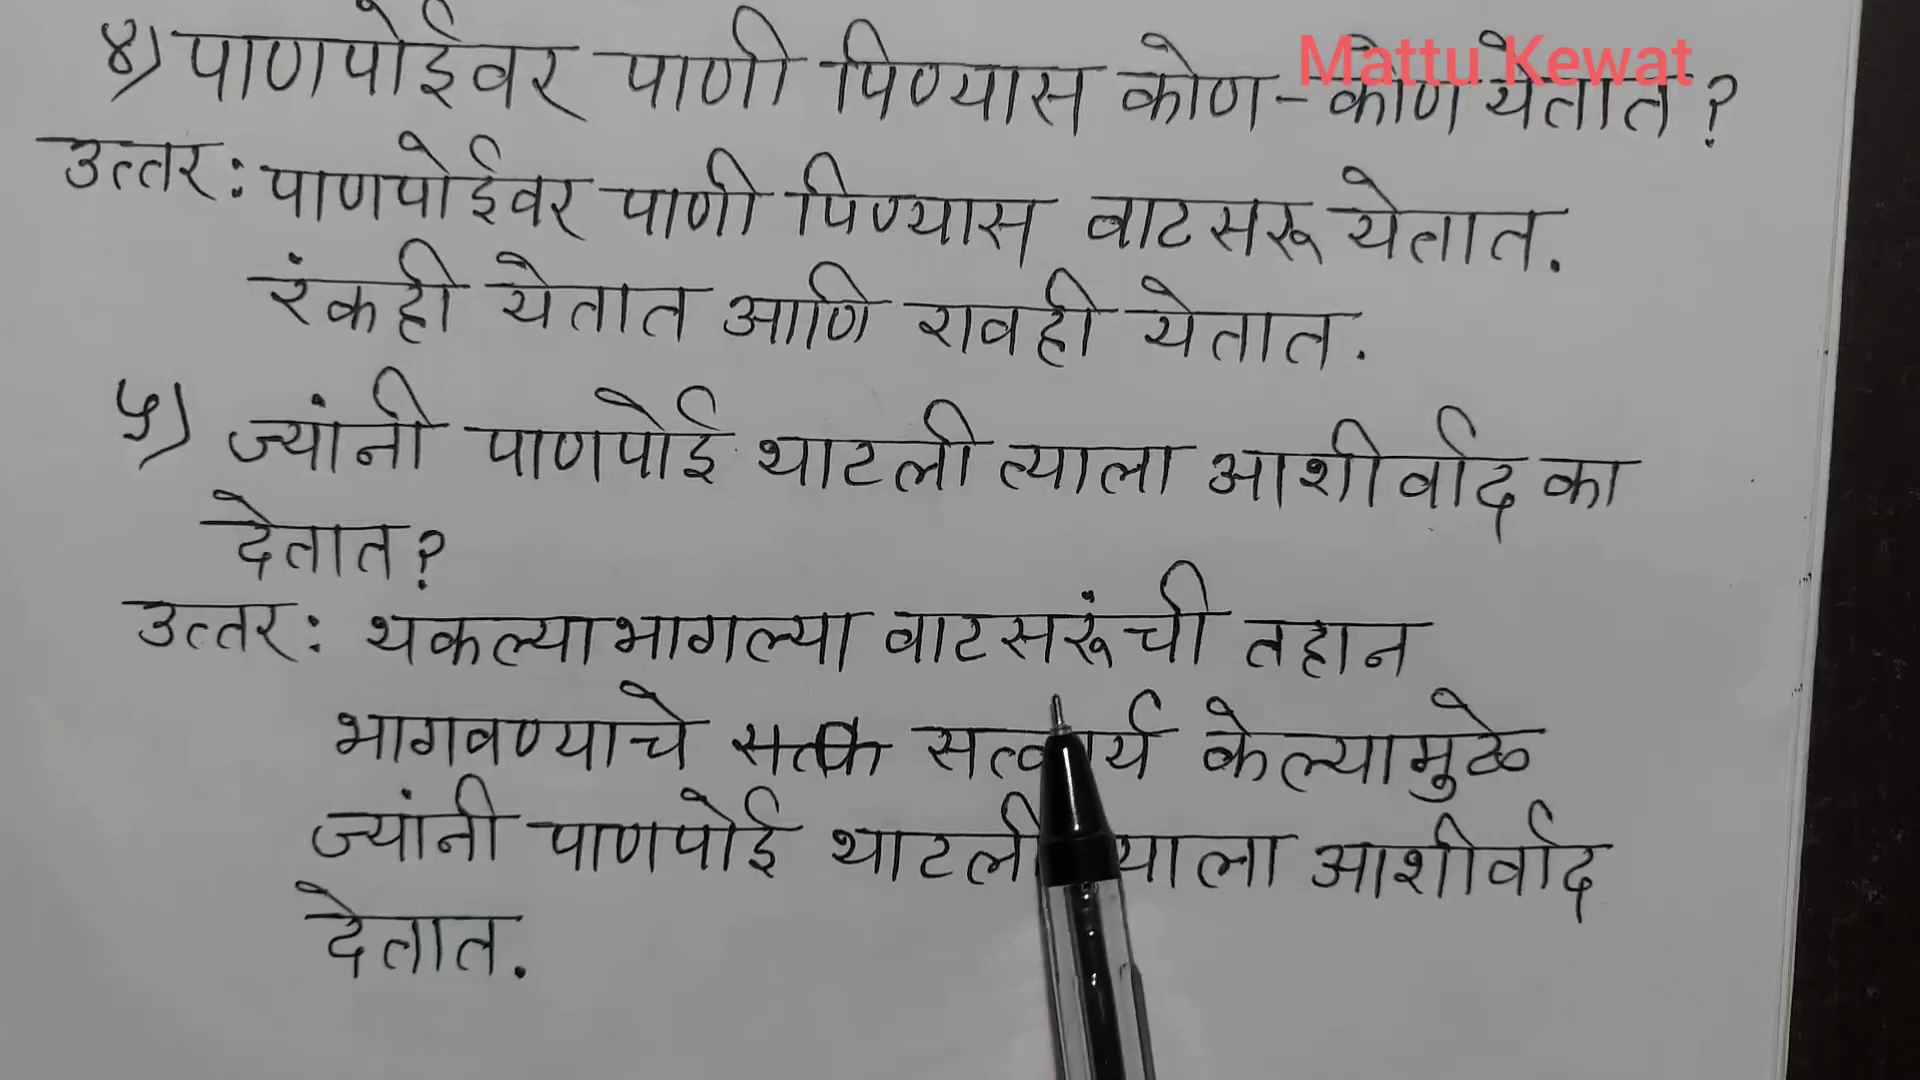 Mattu Kewat
४) पाणपोईवर पाणी पिण्यास कोण-कोण येतात?
उत्तर: पाणपोईवर पाणी पिण्यास वाटसरू येतात.
रंकही येतात आणि रावही येतात.
५) ज्यांनी पाणपोई थाटली त्याला आशीर्वाद का
देतात?
उत्तर: थकल्याभागल्या वाटसरूंची तहान
भागवण्याचे सत्कार्य केल्यामुळे
ज्यांनी पाणपोई थाटली त्याला आशीर्वाद
देतात.